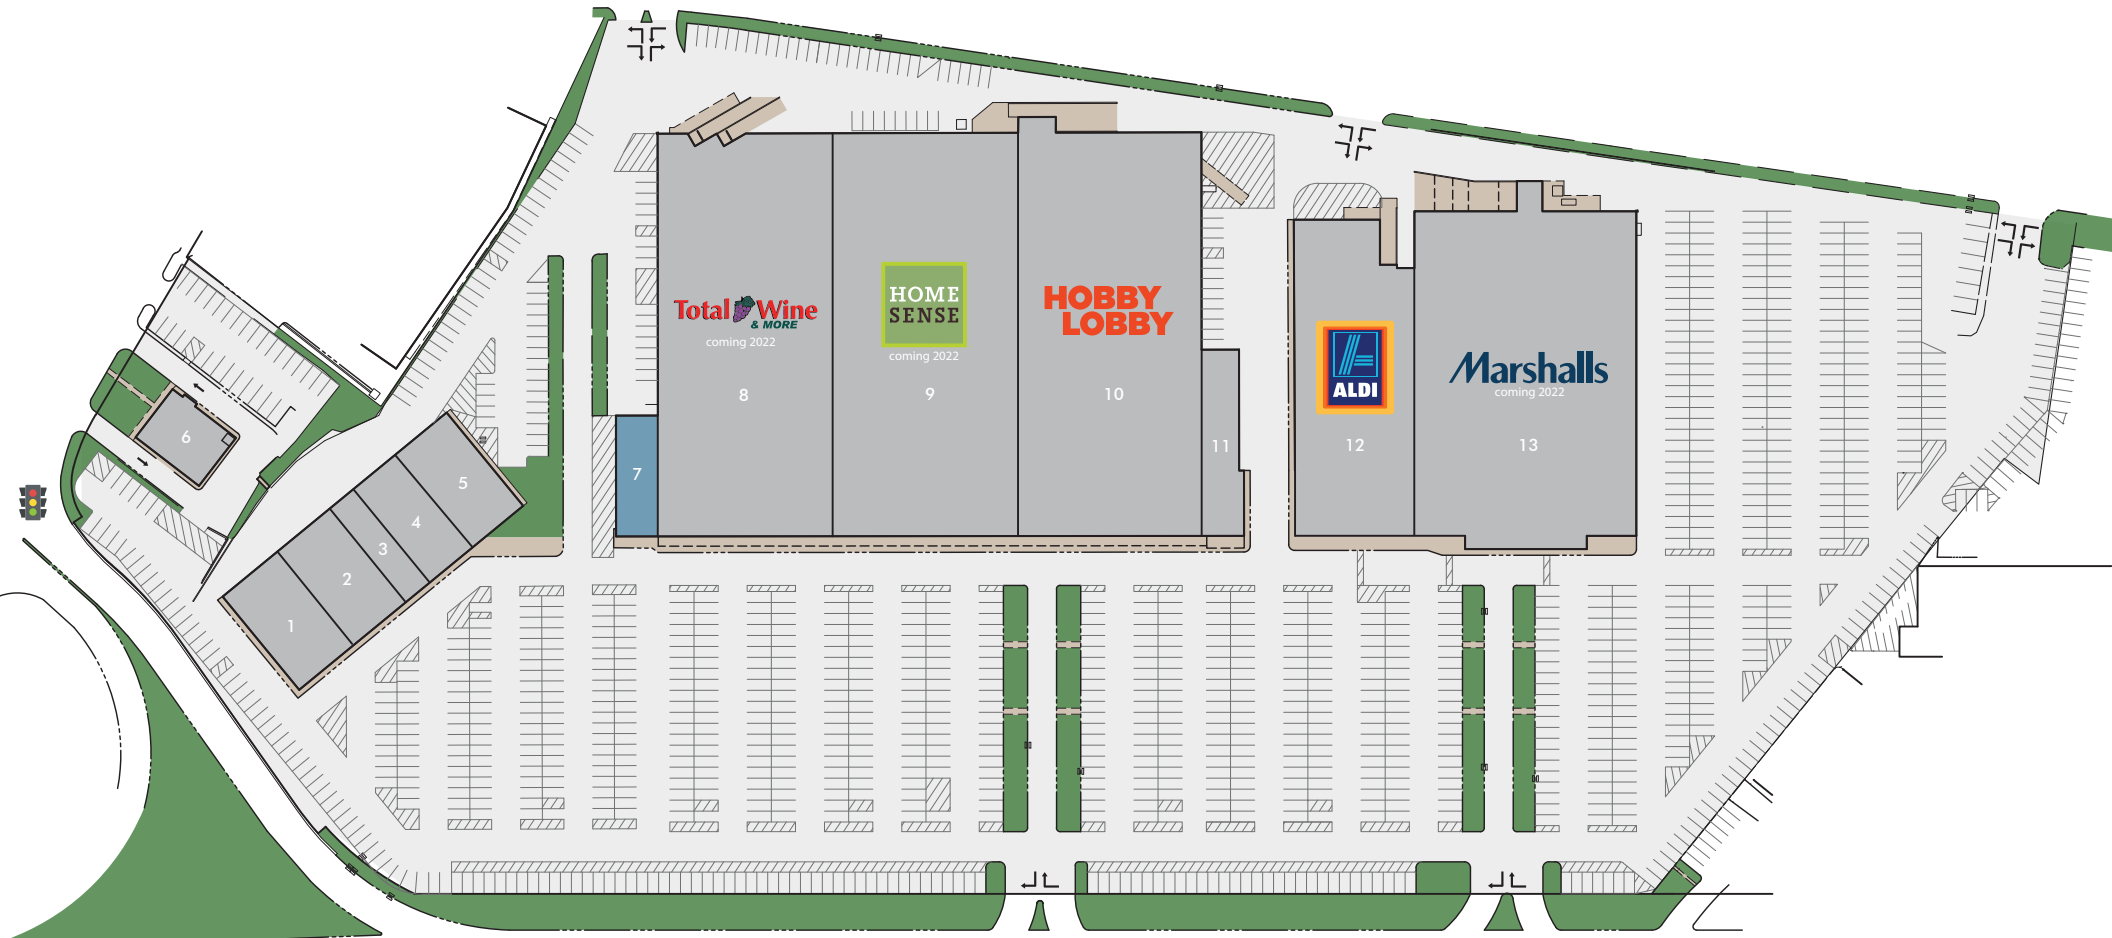 Total Wine
& MORE
coming 2022
8
HOME
SENSE
coming 2022
9
HOBBY
LOBBY
10
11
ALDI
12
Marshalls
coming 2022
13
6
7
5
4
3
2
1